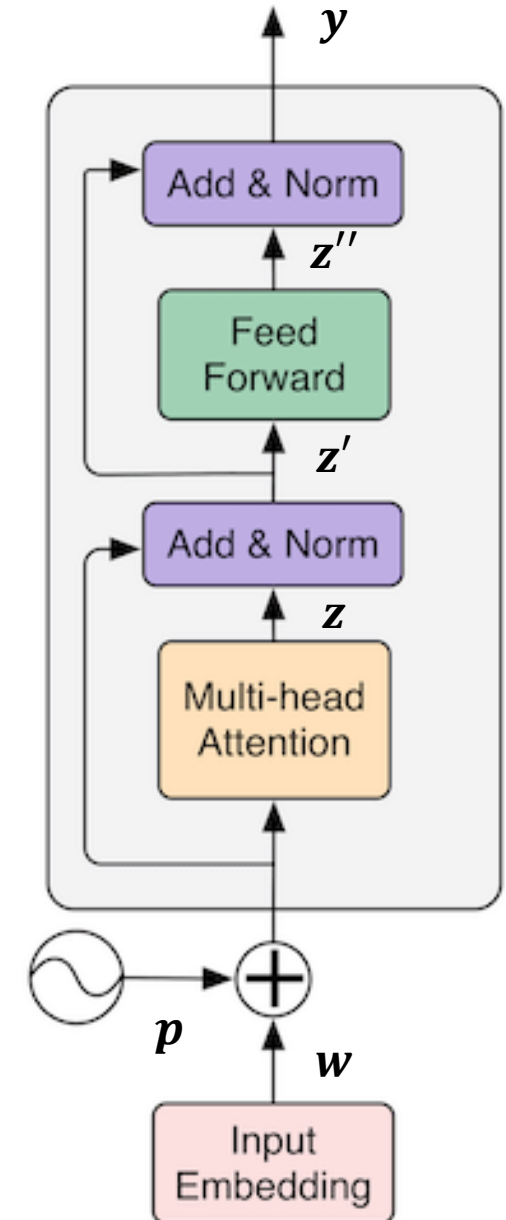 y
Add & Norm
z''
Feed
Forward
z'
Add & Norm
z
Multi-head
Attention
p
w
Input
Embedding